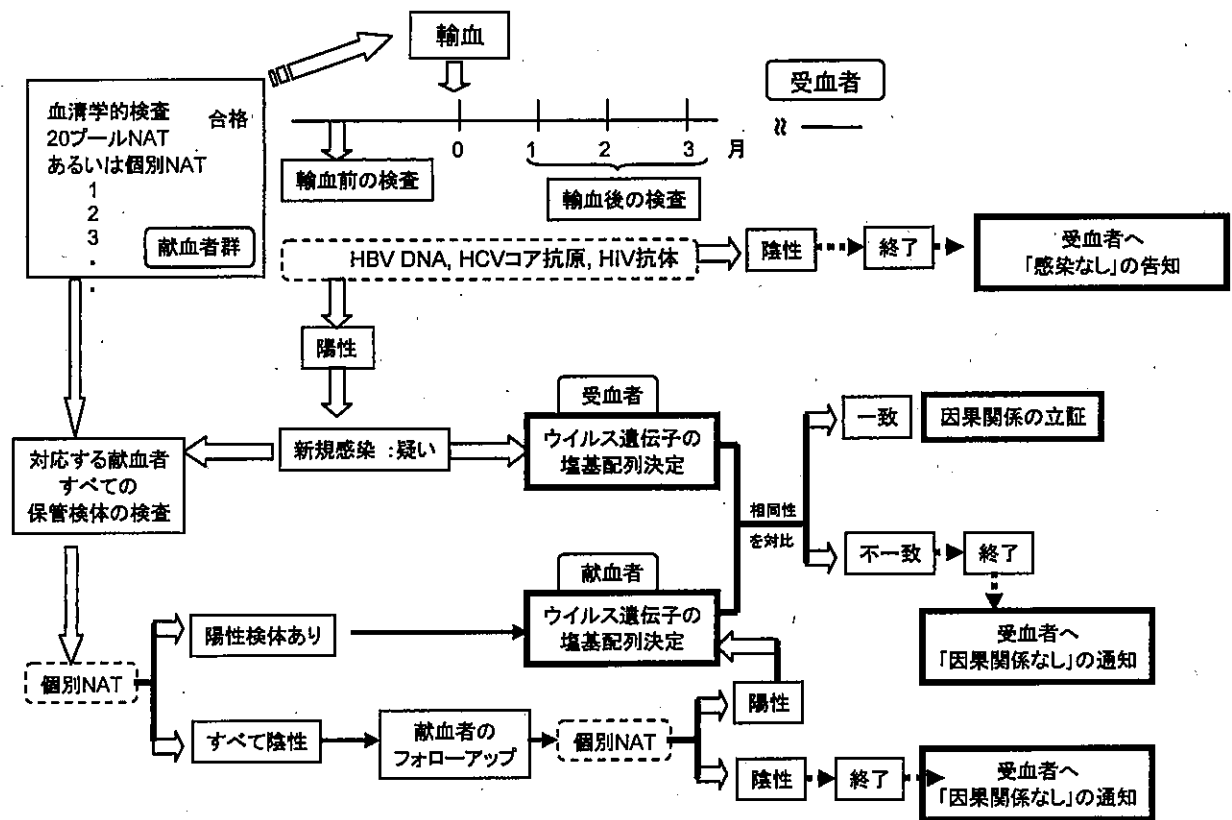 輸血
受血者
血清学的検査
合格
20プールNAT
あるいは個別NAT
1
2
3
.
.
献血者群
0
1
2
3
月
輸血前の検査
輸血後の検査
HBV DNA, HCVコア抗原, HIV抗体
陰性
終了
受血者へ
「感染なし」の告知
陽性
新規感染 :疑い
受血者
ウイルス遺伝子の
塩基配列決定
一致
因果関係の立証
対応する献血者
すべての
保管検体の検査
相同性
を対比
不一致
終了
献血者
ウイルス遺伝子の
塩基配列決定
受血者へ
「因果関係なし」の通知
陽性検体あり
個別NAT
すべて陰性
献血者の
フォローアップ
個別NAT
陽性
陰性
終了
受血者へ
「因果関係なし」の通知